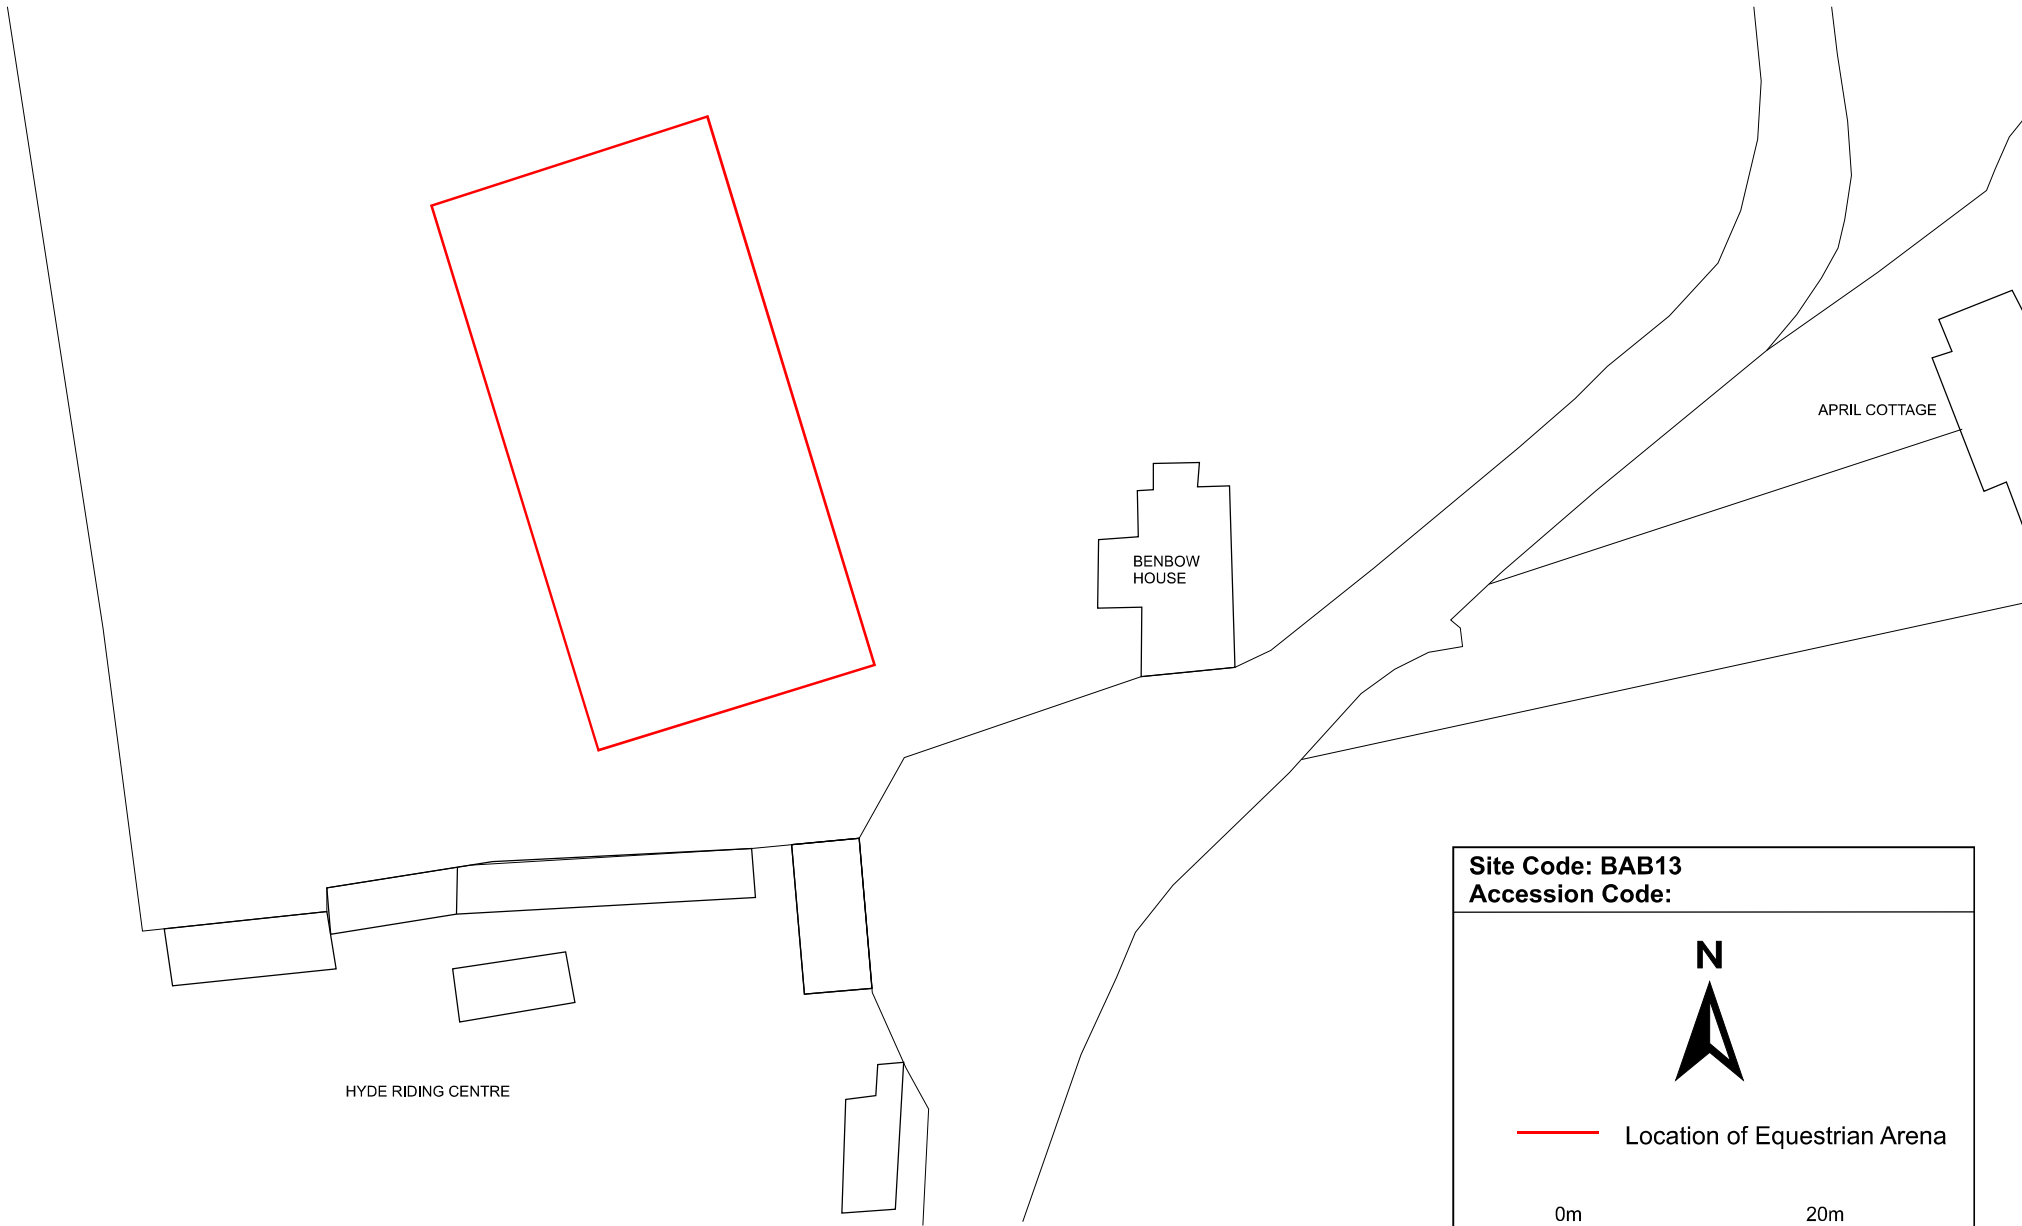 APRIL COTTAGE
BENBOW
HOUSE
Site Code: BAB13
Accession Code:
N
HYDE RIDING CENTRE
Location of Equestrian Arena
0m 20m